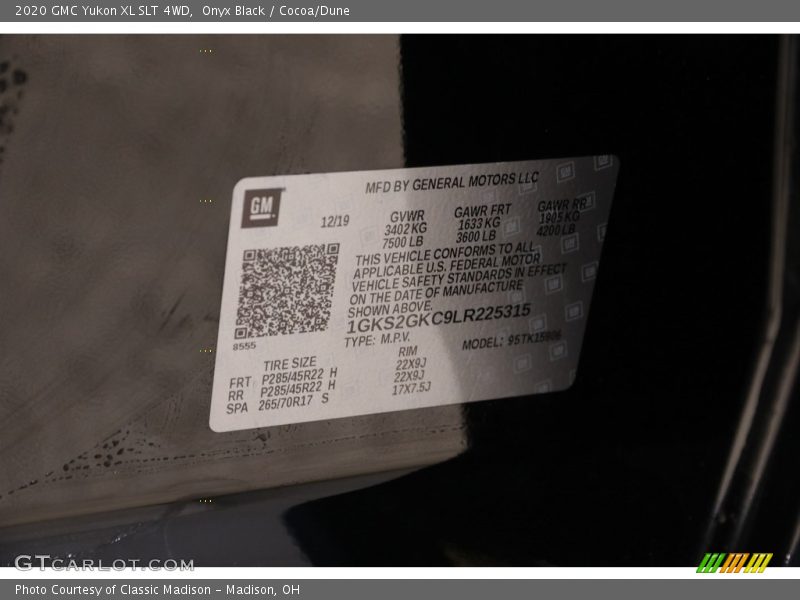 2020 GMC Yukon XL SLT 4WD, Onyx Black / Cocoa/Dune
MFD BY GENERAL MOTORS LLC
GM
12/19
GVWR GAWR FRT GAWR RR
3402 KG 1633 KG 1905 KG
7500 LB 3600 LB 4200 LB
THIS VEHICLE CONFORMS TO ALL
APPLICABLE U.S. FEDERAL MOTOR
VEHICLE SAFETY STANDARDS IN EFFECT
ON THE DATE OF MANUFACTURE
SHOWN ABOVE.
1GKS2GKC9LR225315
8555
TYPE: M.P.V. MODEL: 95TK15906
TIRE SIZE RIM
FRT P285/45R22 H 22X9J
RR P285/45R22 H 22X9J
SPA 265/70R17 S 17X7.5J
GTCARLOT.COM
Photo Courtesy of Classic Madison - Madison, OH